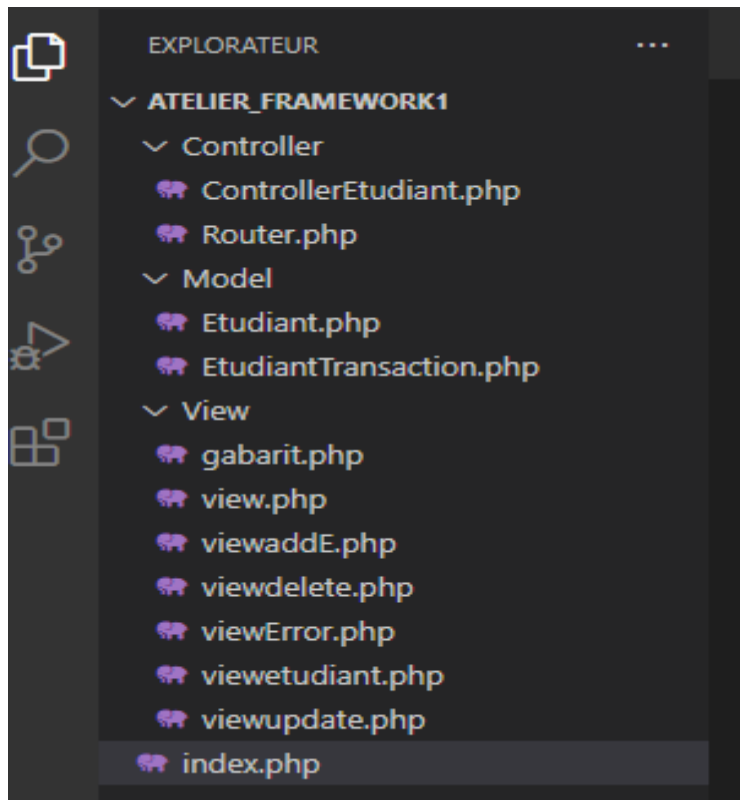 EXPLORATEUR ...
ATELIER_FRAMEWORK1
Controller
ControllerEtudiant.php
Router.php
Model
Etudiant.php
EtudiantTransaction.php
View
gabarit.php
view.php
viewaddE.php
viewdelete.php
viewError.php
viewetudiant.php
viewupdate.php
index.php